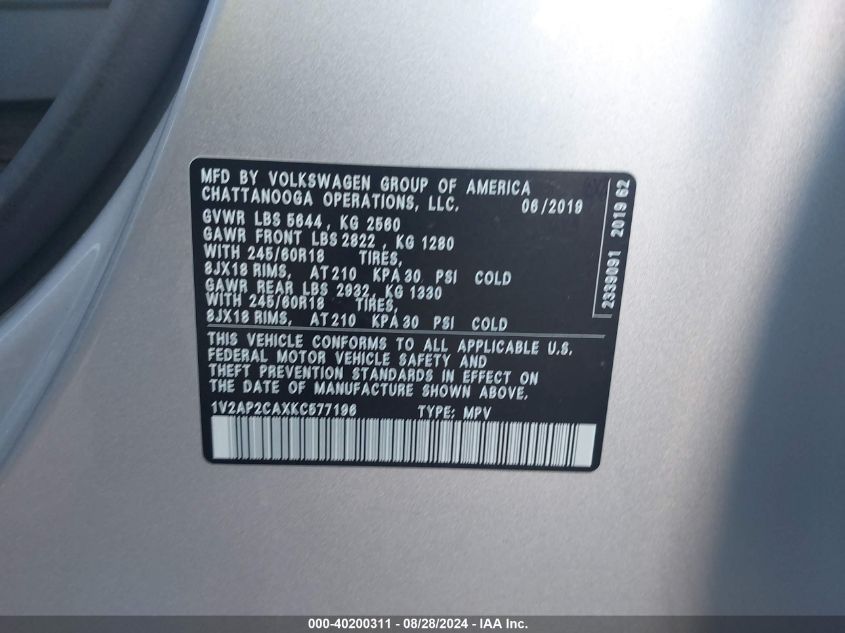 MFD BY VOLKSWAGEN GROUP OF AMERICA
CHATTANOOGA OPERATIONS, LLC. 06/2019
GVWR LBS 5644, KG 2560
GAWR FRONT LBS 2822, KG 1280
WITH 245/60R18 TIRES,
8JX18 RIMS, AT 210 KPA 30 PSI COLD
GAWR REAR LBS 2932, KG 1330
WITH 245/60R18 TIRES,
8JX18 RIMS, AT 210 KPA 30 PSI COLD
THIS VEHICLE CONFORMS TO ALL APPLICABLE U.S.
FEDERAL MOTOR VEHICLE SAFETY AND
THEFT PREVENTION STANDARDS IN EFFECT ON
THE DATE OF MANUFACTURE SHOWN ABOVE.
1V2AP2CAXKC577196 TYPE: MPV
2339091 2019 62
000-40200311 - 08/28/2024 - IAA Inc.